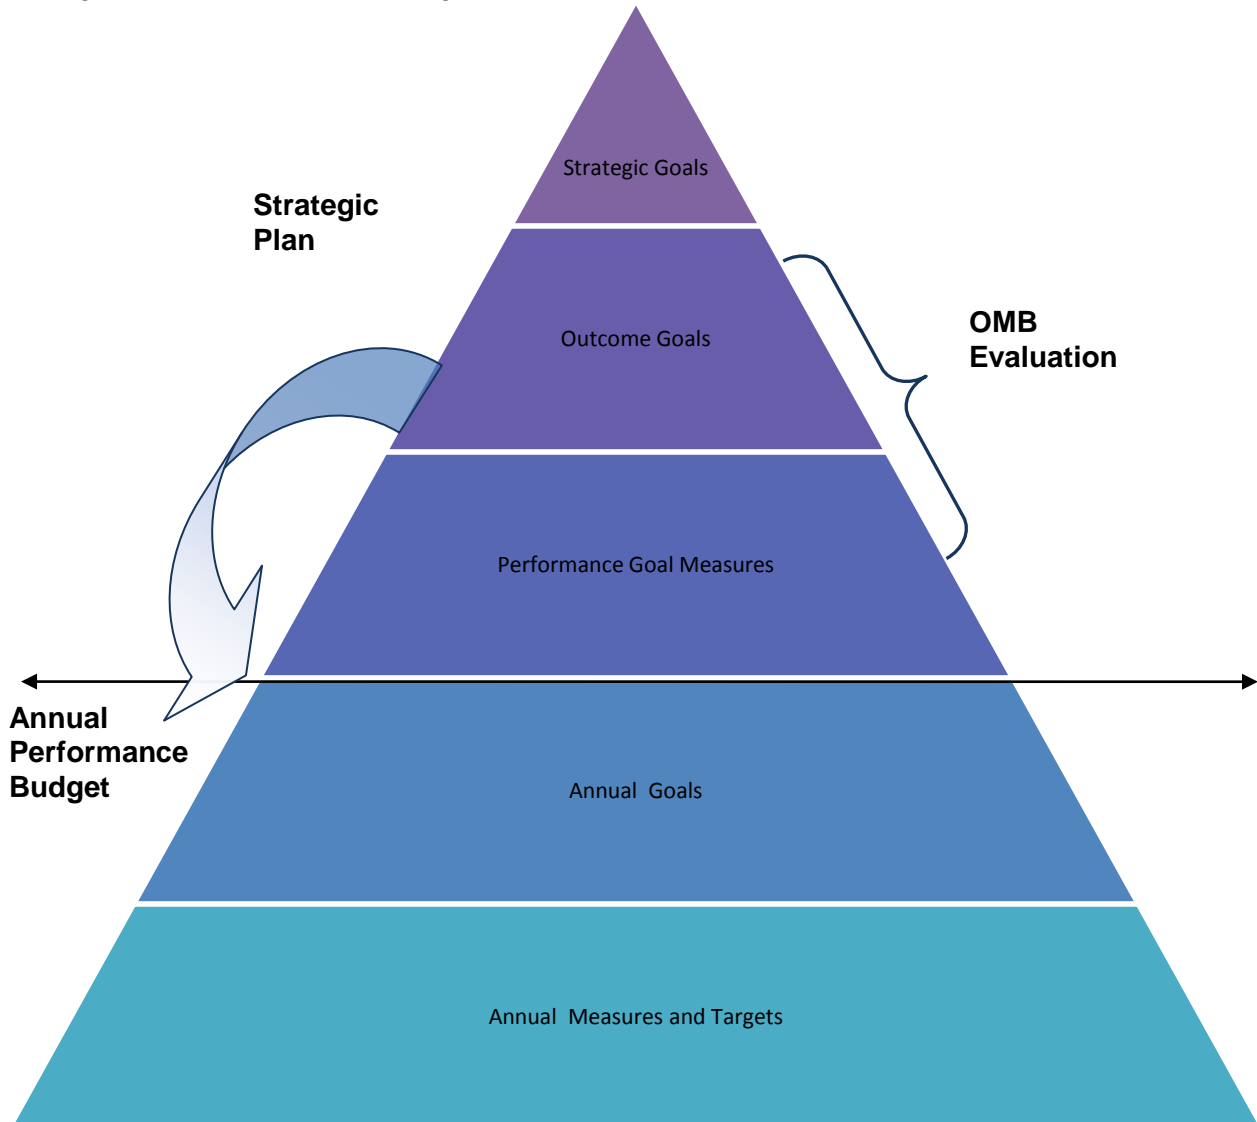 Strategic Goals
Strategic
Plan
Outcome Goals
OMB
Evaluation
Performance Goal Measures
Annual
Performance
Budget
Annual  Goals
Annual  Measures and Targets